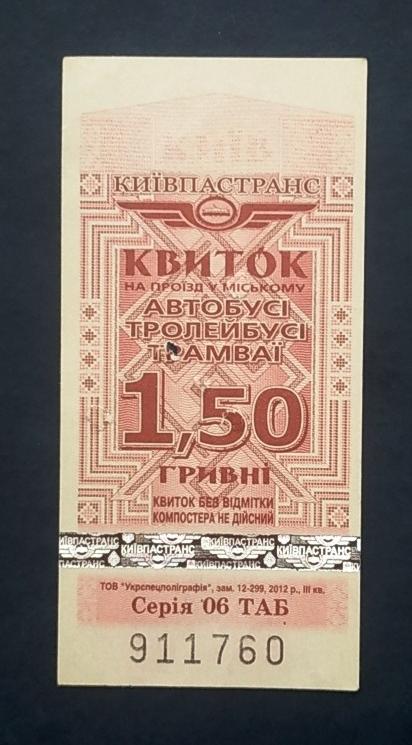 КИЇВПАСТРАНС
КВИТОК
НА ПРОЇЗД У МІСЬКОМУ
АВТОБУСІ
ТРОЛЕЙБУСІ
ТРАМВАЇ
1,50
ГРИВНІ
КВИТОК БЕЗ ВІДМІТКИ
КОМПОСТЕРА НЕ ДІЙСНИЙ
КИЇВПАСТРАНС КИЇВПАСТРАНС КИЇВПАСТРАНС
КИЇВПАСТРАНС КИЇВПАСТРАНС
ТОВ "Укрспецполіграфія", зам. 12-299, 2012 р., III кв.
Серія 06 ТАБ
911760